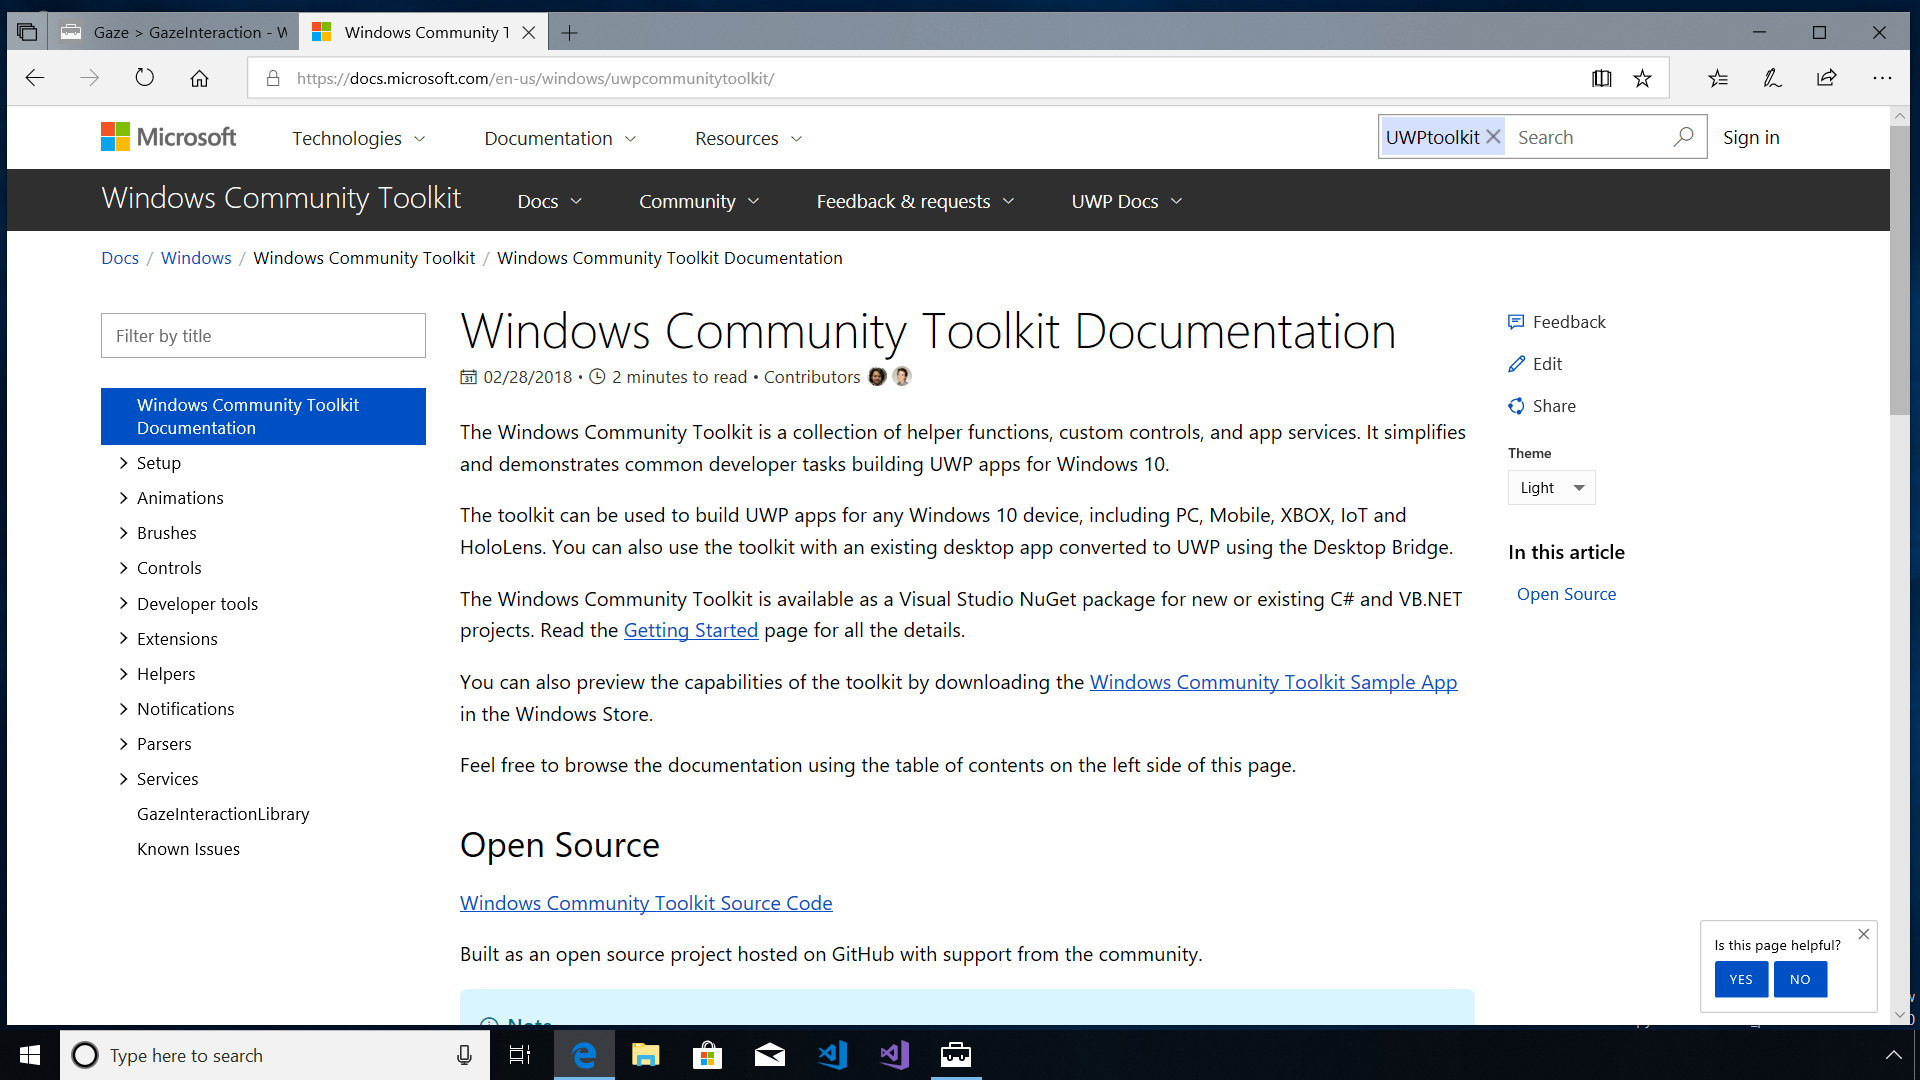 Gaze > GazeInteraction - W
Windows Community T
https://docs.microsoft.com/en-us/windows/uwpcommunitytoolkit/
Microsoft
Technologies
Documentation
Resources
UWPtoolkit
Search
Sign in
Windows Community Toolkit
Docs
Community
Feedback & requests
UWP Docs
Docs / Windows / Windows Community Toolkit / Windows Community Toolkit Documentation
Filter by title
Windows Community Toolkit
Documentation
Setup
Animations
Brushes
Controls
Developer tools
Extensions
Helpers
Notifications
Parsers
Services
GazeInteractionLibrary
Known Issues
Windows Community Toolkit Documentation
02/28/2018 • 2 minutes to read • Contributors
The Windows Community Toolkit is a collection of helper functions, custom controls, and app services. It simplifies
and demonstrates common developer tasks building UWP apps for Windows 10.
The toolkit can be used to build UWP apps for any Windows 10 device, including PC, Mobile, XBOX, IoT and
HoloLens. You can also use the toolkit with an existing desktop app converted to UWP using the Desktop Bridge.
The Windows Community Toolkit is available as a Visual Studio NuGet package for new or existing C# and VB.NET
projects. Read the Getting Started page for all the details.
You can also preview the capabilities of the toolkit by downloading the Windows Community Toolkit Sample App
in the Windows Store.
Feel free to browse the documentation using the table of contents on the left side of this page.
Open Source
Windows Community Toolkit Source Code
Built as an open source project hosted on GitHub with support from the community.
Note
Feedback
Edit
Share
Theme
Light
In this article
Open Source
Is this page helpful?
YES
NO
Type here to search